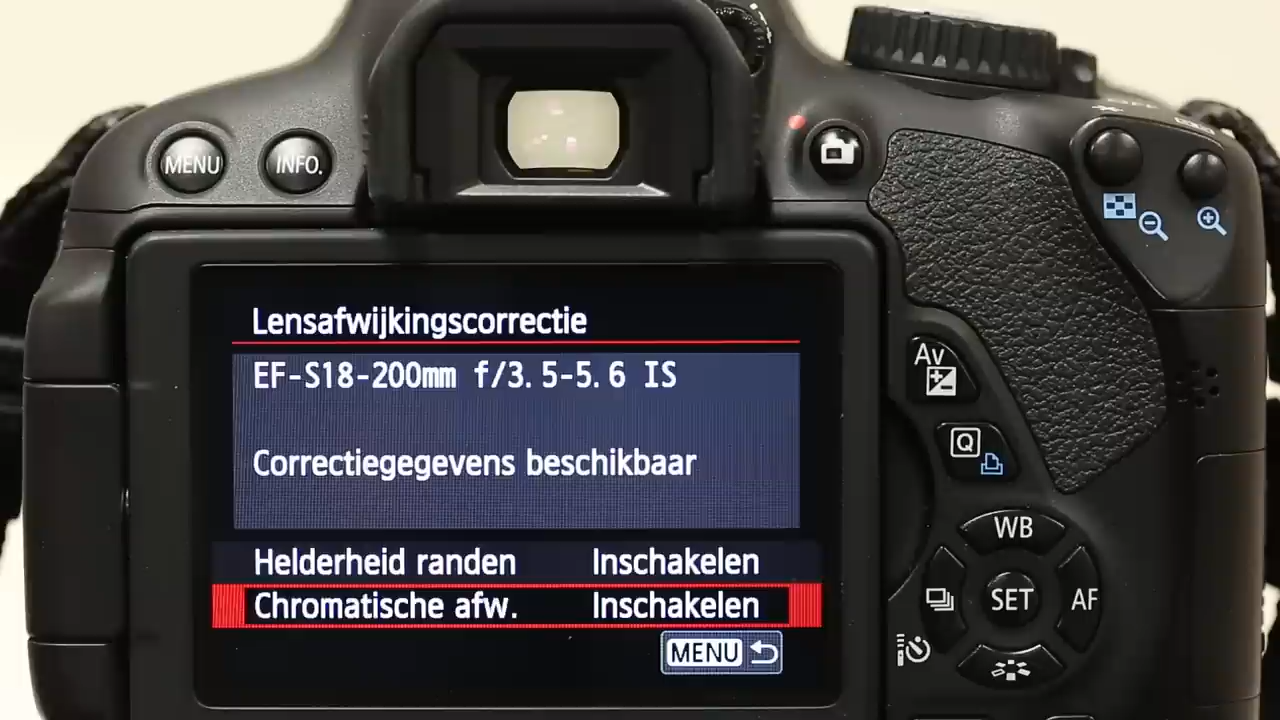 MENU INFO.
Lensafwijkingscorrectie
EF-S18-200mm f/3.5-5.6 IS
Correctiegegevens beschikbaar
Helderheid randen Inschakelen
Chromatische afw. Inschakelen
MENU
Av
Q
WB
SET AF